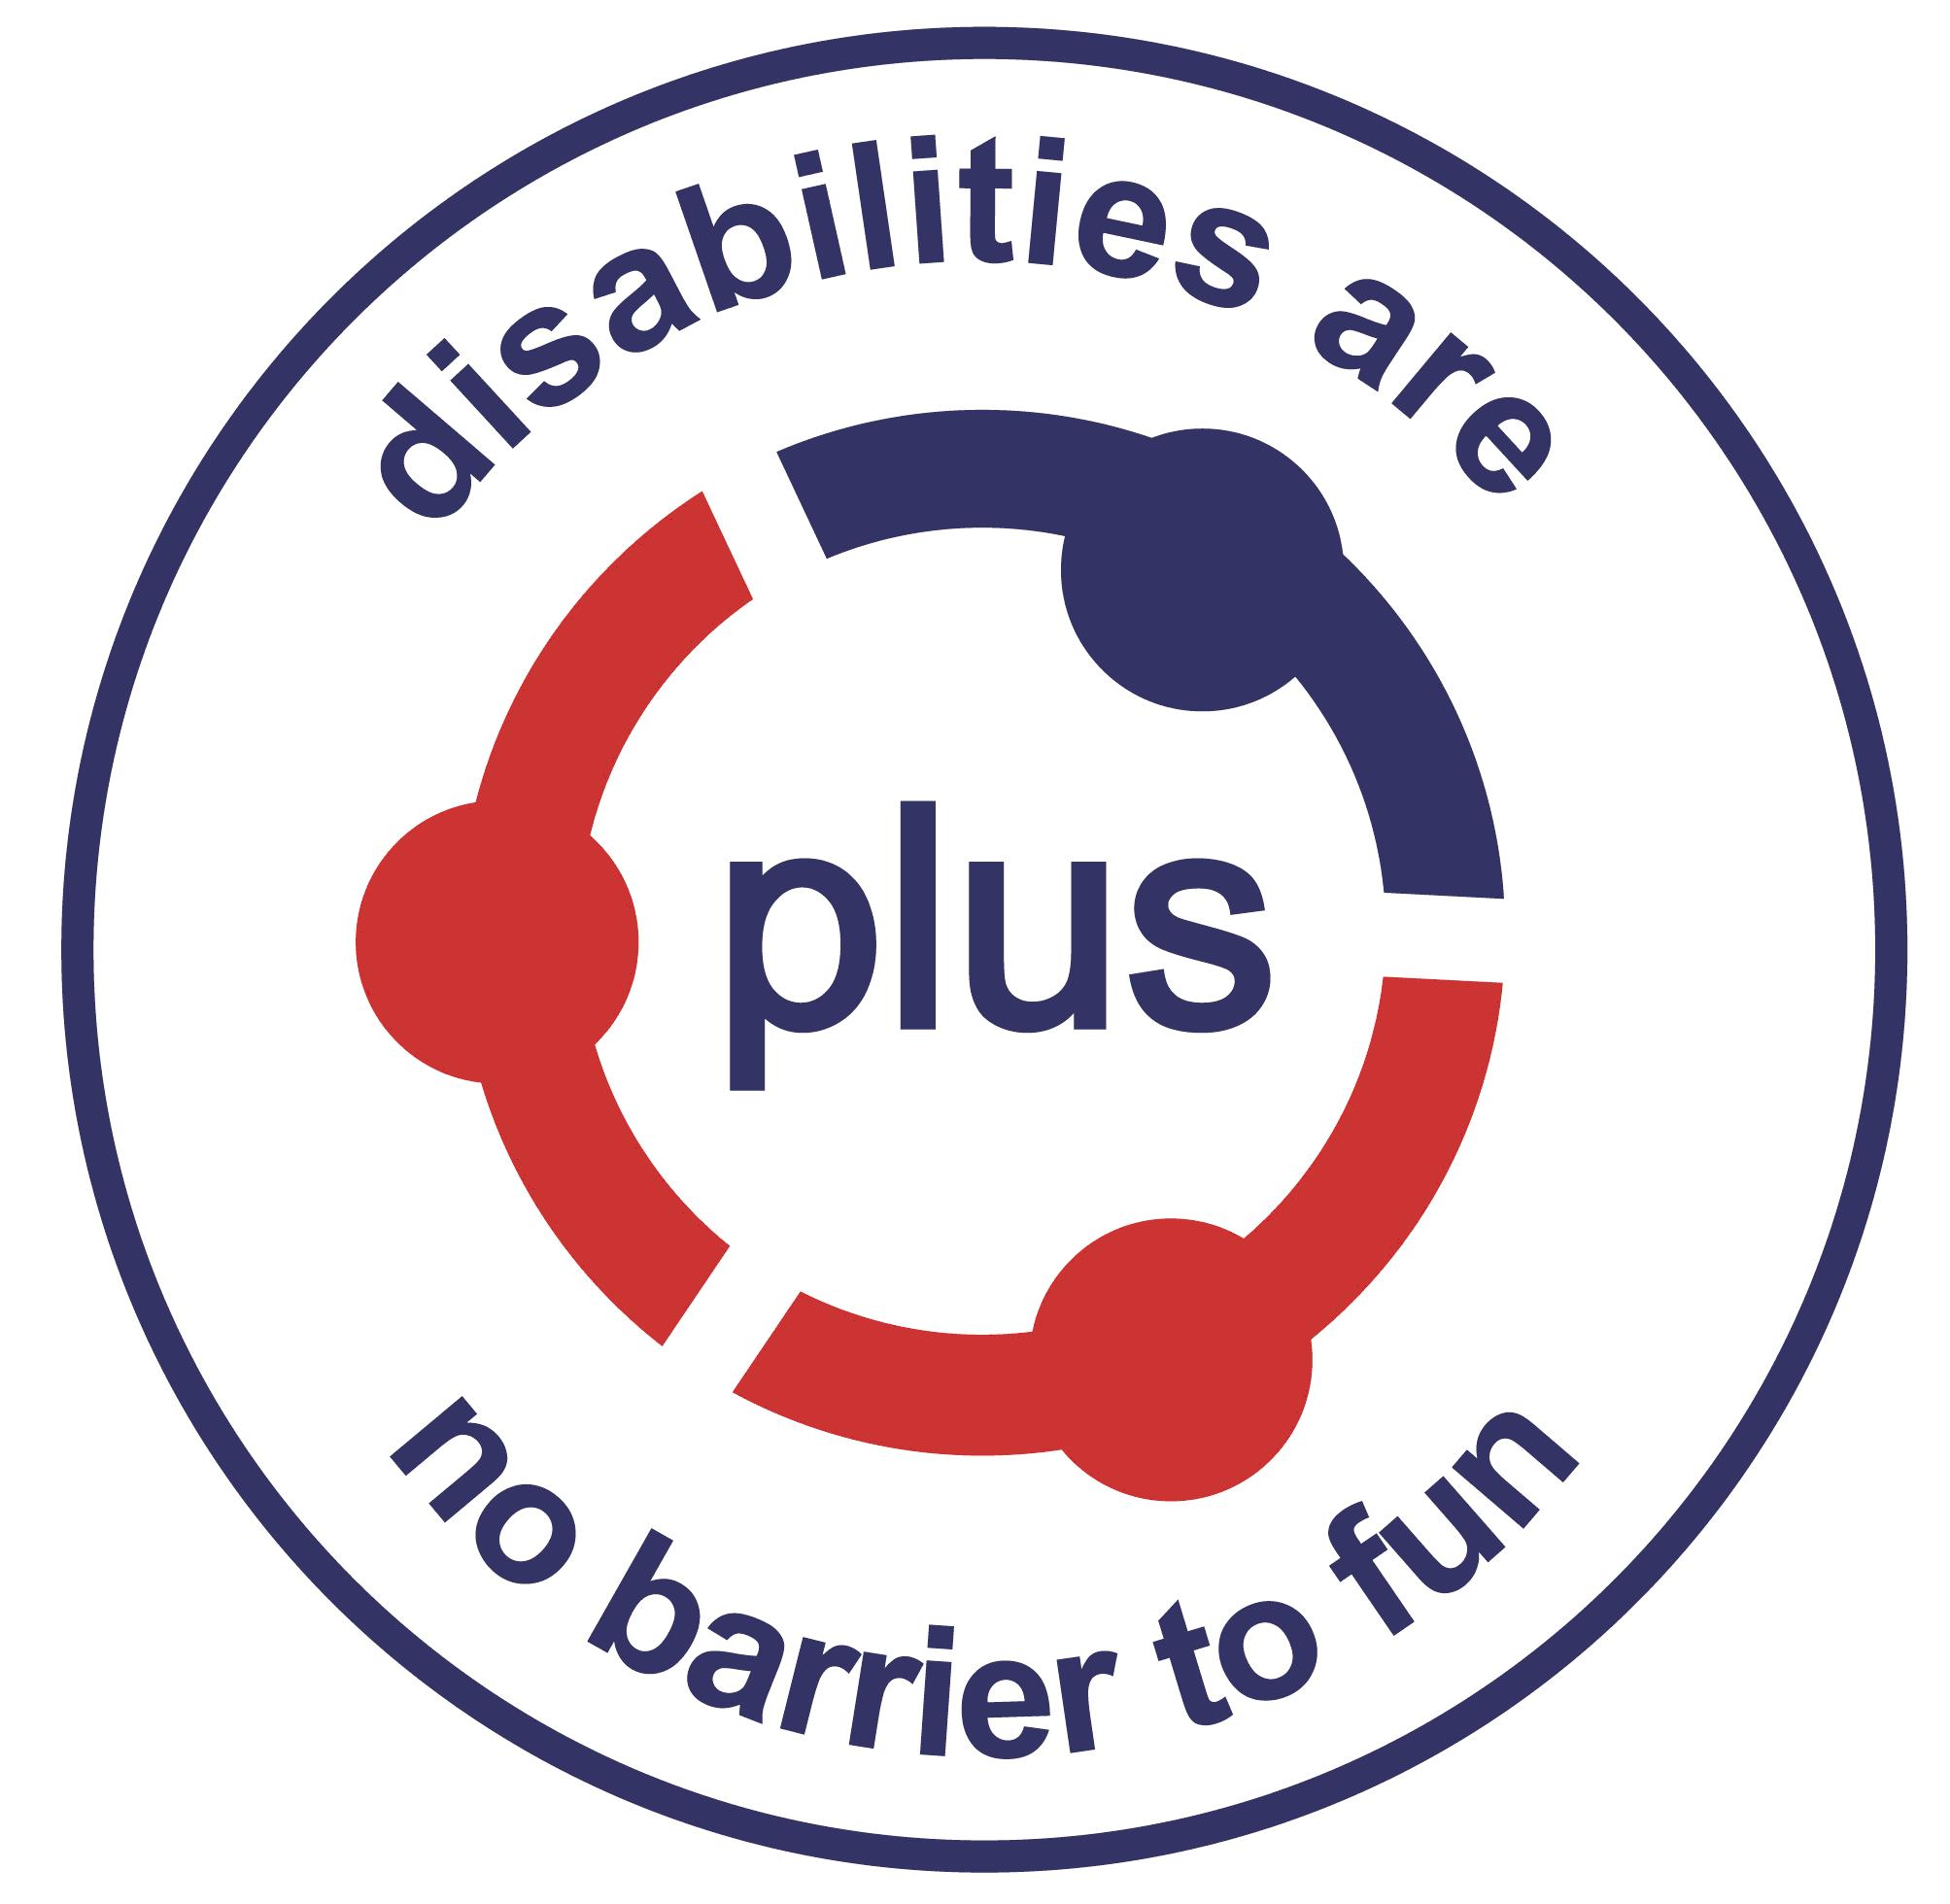 disabilities are
plus
no barrier to fun